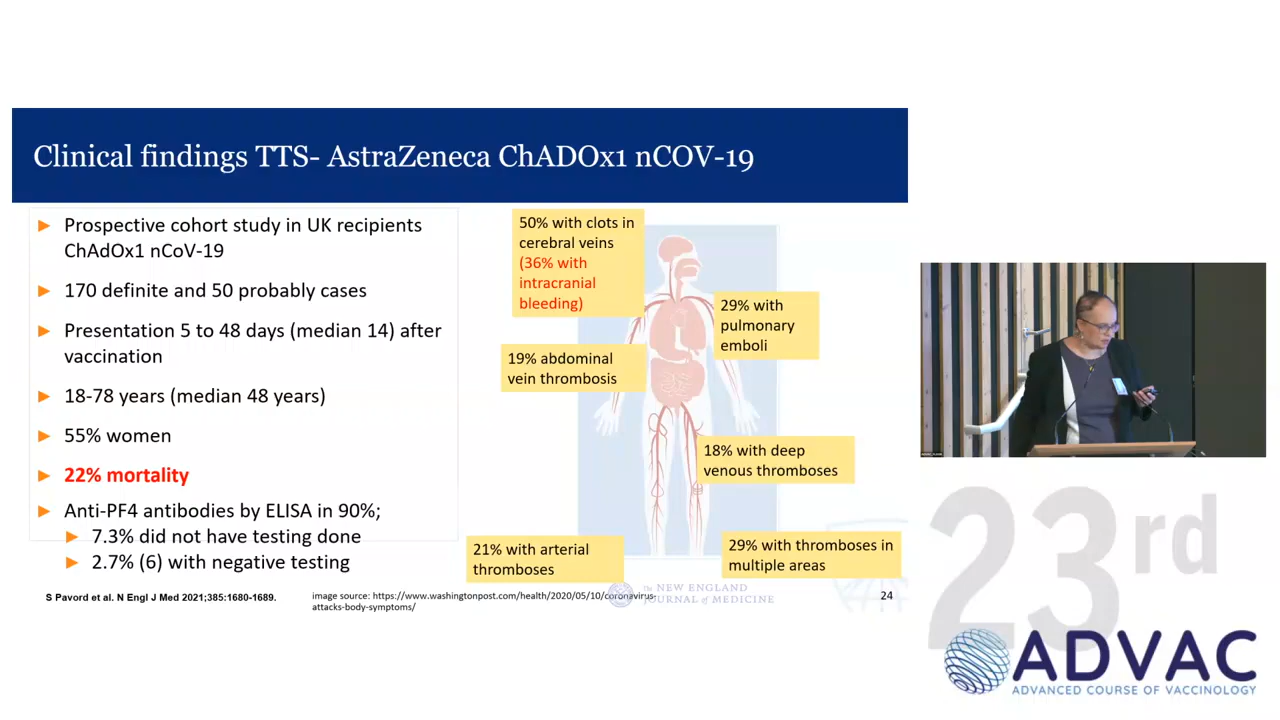 Clinical findings TTS- AstraZeneca ChADOx1 nCOV-19
Prospective cohort study in UK recipients
ChAdOx1 nCoV-19
170 definite and 50 probably cases
Presentation 5 to 48 days (median 14) after
vaccination
18-78 years (median 48 years)
55% women
22% mortality
Anti-PF4 antibodies by ELISA in 90%;
7.3% did not have testing done
2.7% (6) with negative testing
50% with clots in
cerebral veins
(36% with
intracranial
bleeding)
29% with
pulmonary
emboli
19% abdominal
vein thrombosis
18% with deep
venous thromboses
21% with arterial
thromboses
29% with thromboses in
multiple areas
S Pavord et al. N Engl J Med 2021;385:1680-1689.
image source: https://www.washingtonpost.com/health/2020/05/10/coronavirus-
attacks-body-symptoms/
The NEW ENGLAND
JOURNAL of MEDICINE
24
23rd
ADVAC
ADVANCED COURSE OF VACCINOLOGY